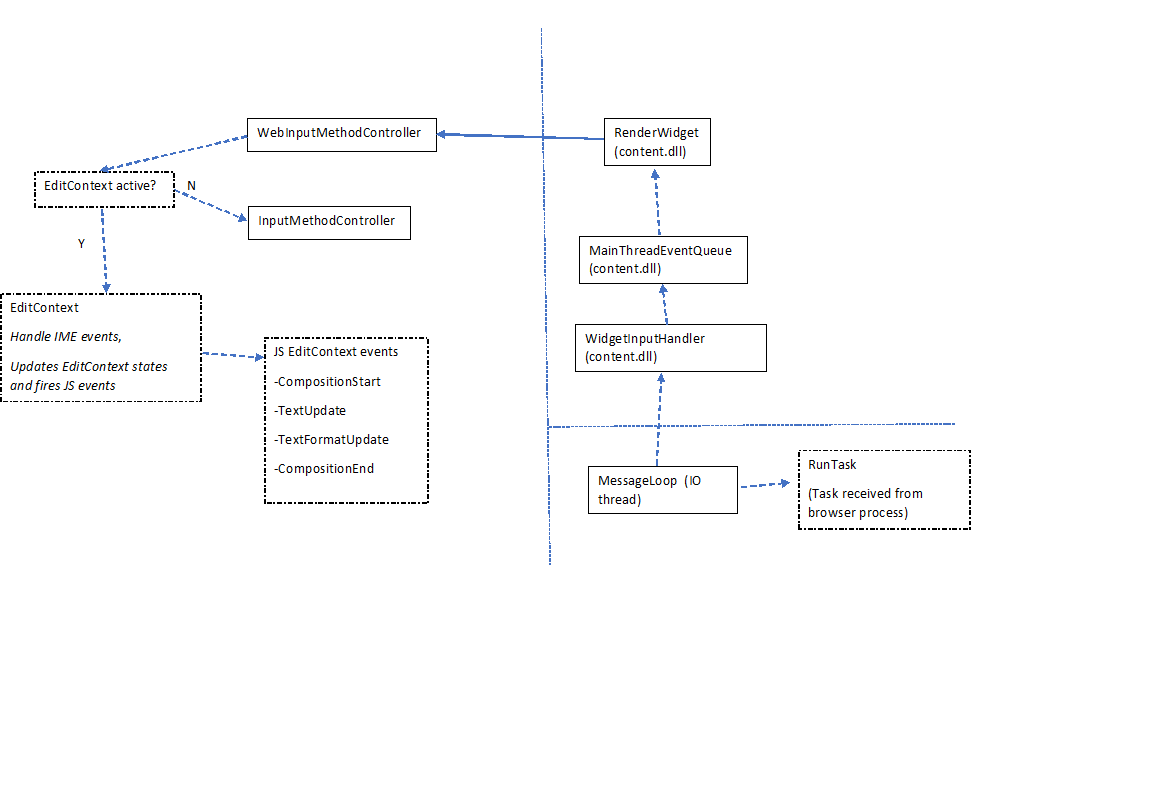 WebInputMethodController
RenderWidget
(content.dll)
EditContext active?
N
InputMethodController
Y
MainThreadEventQueue
(content.dll)
EditContext
Handle IME events,
Updates EditContext states
and fires JS events
JS EditContext events
-CompositionStart
-TextUpdate
-TextFormatUpdate
-CompositionEnd
WidgetInputHandler
(content.dll)
MessageLoop (IO
thread)
RunTask
(Task received from
browser process)